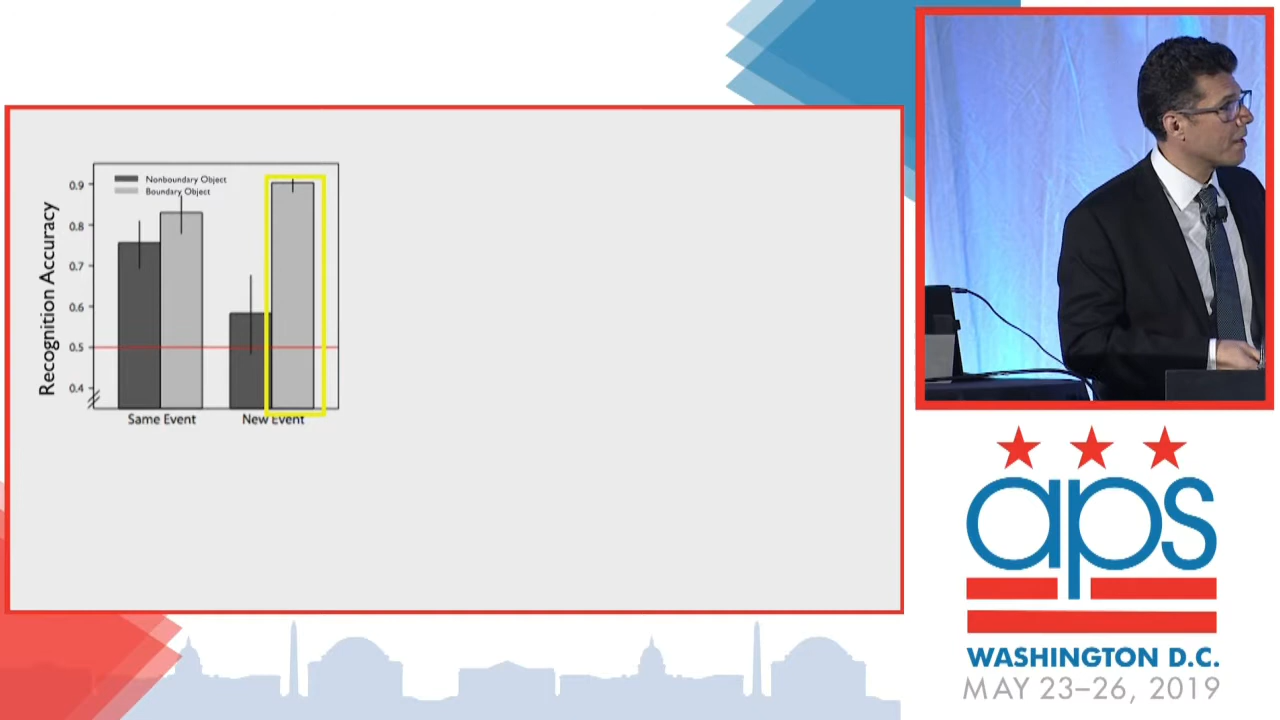 Nonboundary Object
Boundary Object
Recognition Accuracy
0.9
0.8
0.7
0.6
0.5
0.4
Same Event
New Event
aps
WASHINGTON D.C.
MAY 23–26, 2019